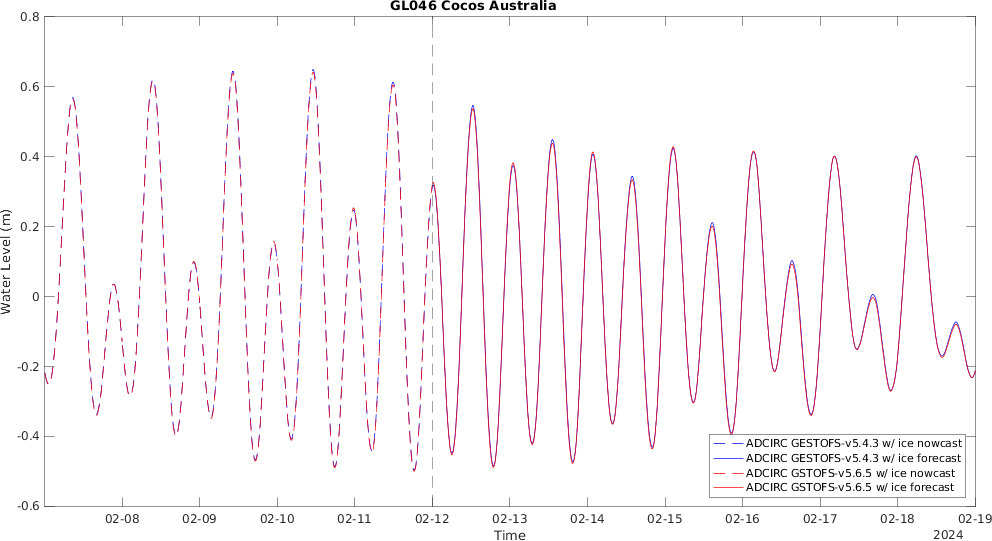 GL046 Cocos Australia
0.8
0.6
0.4
0.2
0
-0.2
-0.4
-0.6
Water Level (m)
ADCIRC GESTOFS-v5.4.3 w/ ice nowcast
ADCIRC GESTOFS-v5.4.3 w/ ice forecast
ADCIRC GSTOFS-v5.6.5 w/ ice nowcast
ADCIRC GSTOFS-v5.6.5 w/ ice forecast
02-08 02-09 02-10 02-11 02-12 02-13 02-14 02-15 02-16 02-17 02-18 02-19
Time
2024